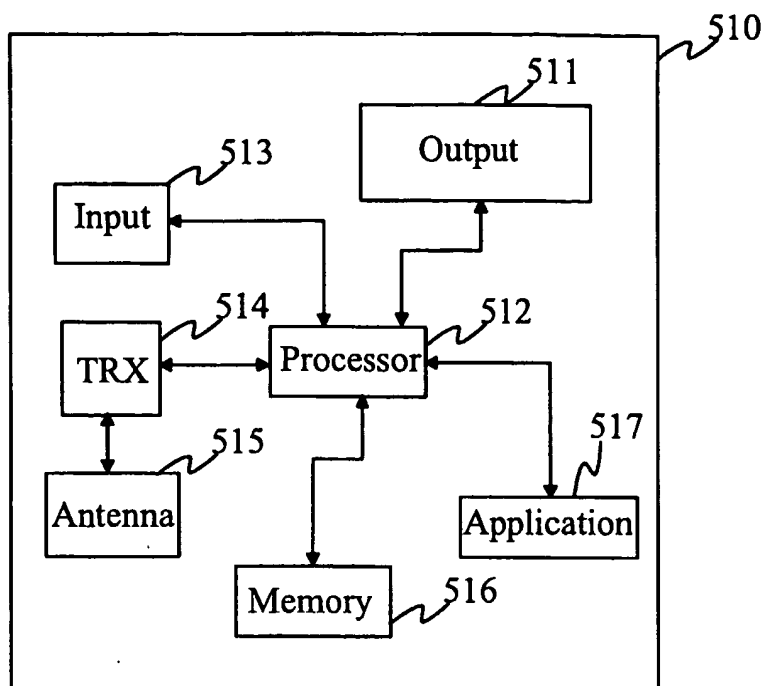 510
511
Output
513
Input
514
TRX
512
Processor
515
Antenna
517
Application
Memory
516